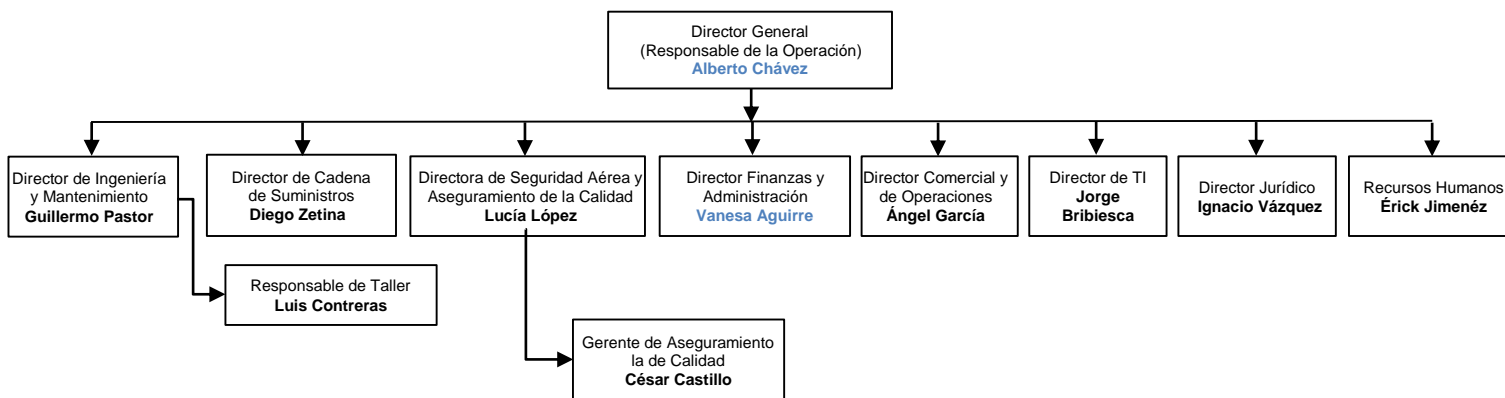 Director General
(Responsable de la Operación)
Alberto Chávez
Director de Ingeniería
y Mantenimiento
Guillermo Pastor
Director de Cadena
de Suministros
Diego Zetina
Directora de Seguridad Aérea y
Aseguramiento de la Calidad
Lucía López
Director Finanzas y
Administración
Vanesa Aguirre
Director Comercial y
de Operaciones
Ángel García
Director de TI
Jorge
Bribiesca
Director Jurídico
Ignacio Vázquez
Recursos Humanos
Érick Jimenéz
Responsable de Taller
Luis Contreras
Gerente de Aseguramiento
la de Calidad
César Castillo